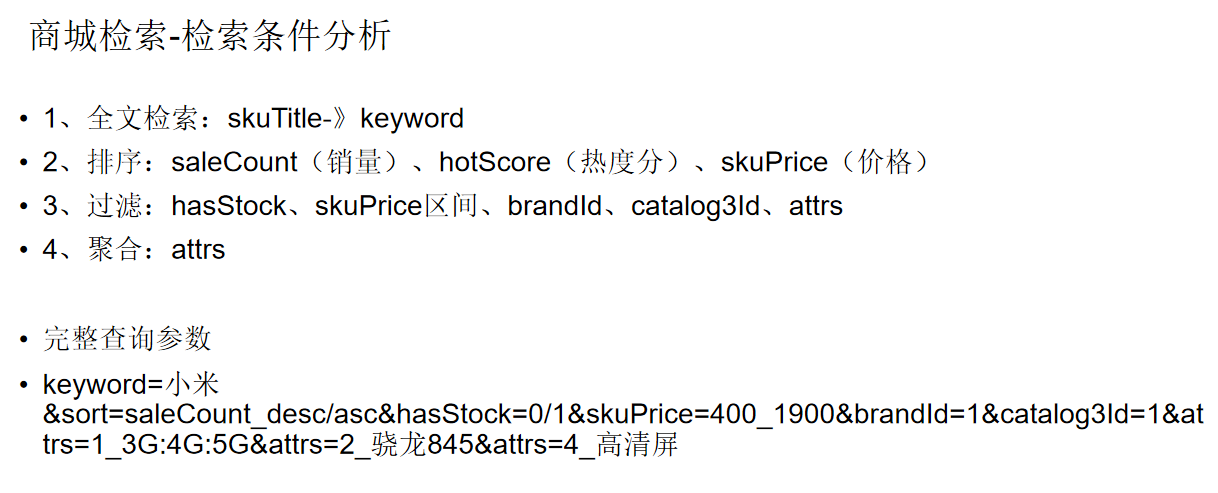 商城检索-检索条件分析
• 1、全文检索：skuTitle-》keyword
• 2、排序：saleCount（销量）、hotScore（热度分）、skuPrice（价格）
• 3、过滤：hasStock、skuPrice区间、brandId、catalog3Id、attrs
• 4、聚合：attrs
• 完整查询参数
• keyword=小米
&sort=saleCount_desc/asc&hasStock=0/1&skuPrice=400_1900&brandId=1&catalog3Id=1&at
trs=1_3G:4G:5G&attrs=2_骁龙845&attrs=4_高清屏